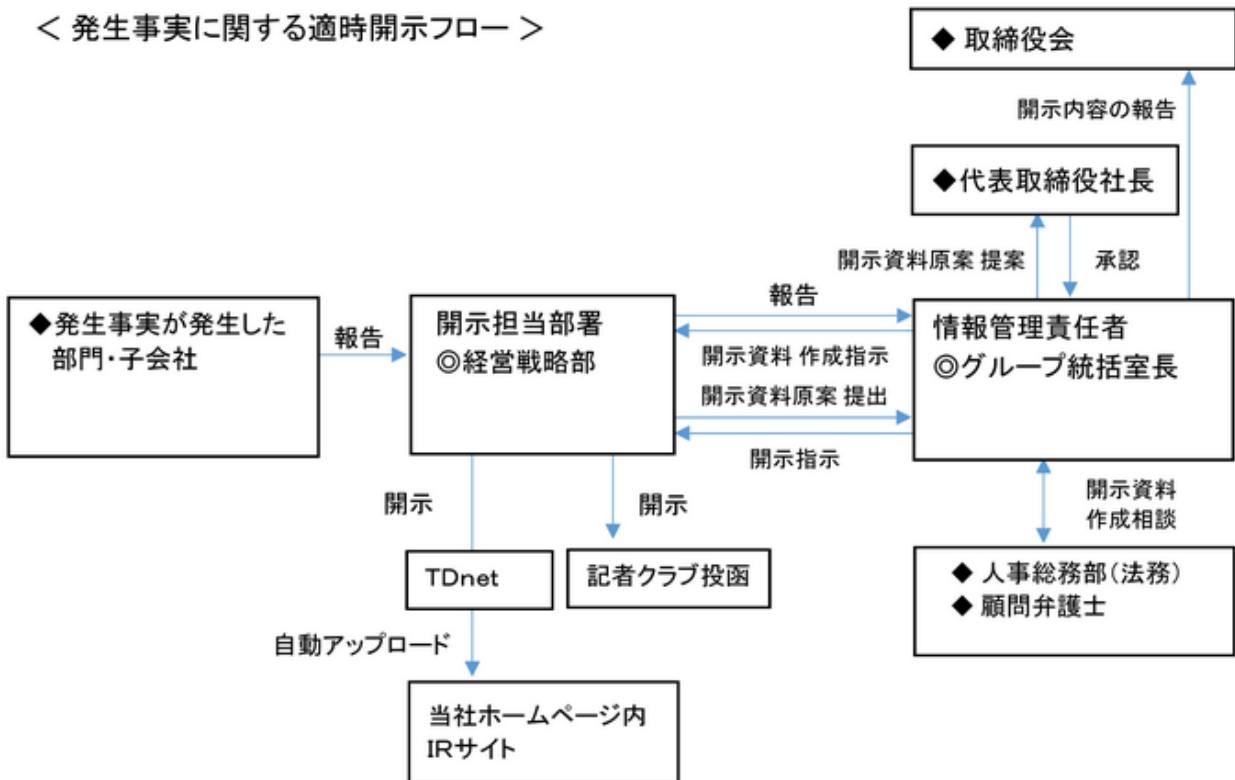 ＜ 発生事実に関する適時開示フロー ＞
◆ 取締役会
開示内容の報告
◆代表取締役社長
開示資料原案 提案
承認
◆発生事実が発生した
部門・子会社
報告
開示担当部署
◎経営戦略部
報告
開示資料 作成指示
開示資料原案 提出
開示指示
情報管理責任者
◎グループ統括室長
開示
開示
開示資料
作成相談
TDnet
記者クラブ投函
◆ 人事総務部(法務)
◆ 顧問弁護士
自動アップロード
当社ホームページ内
IRサイト